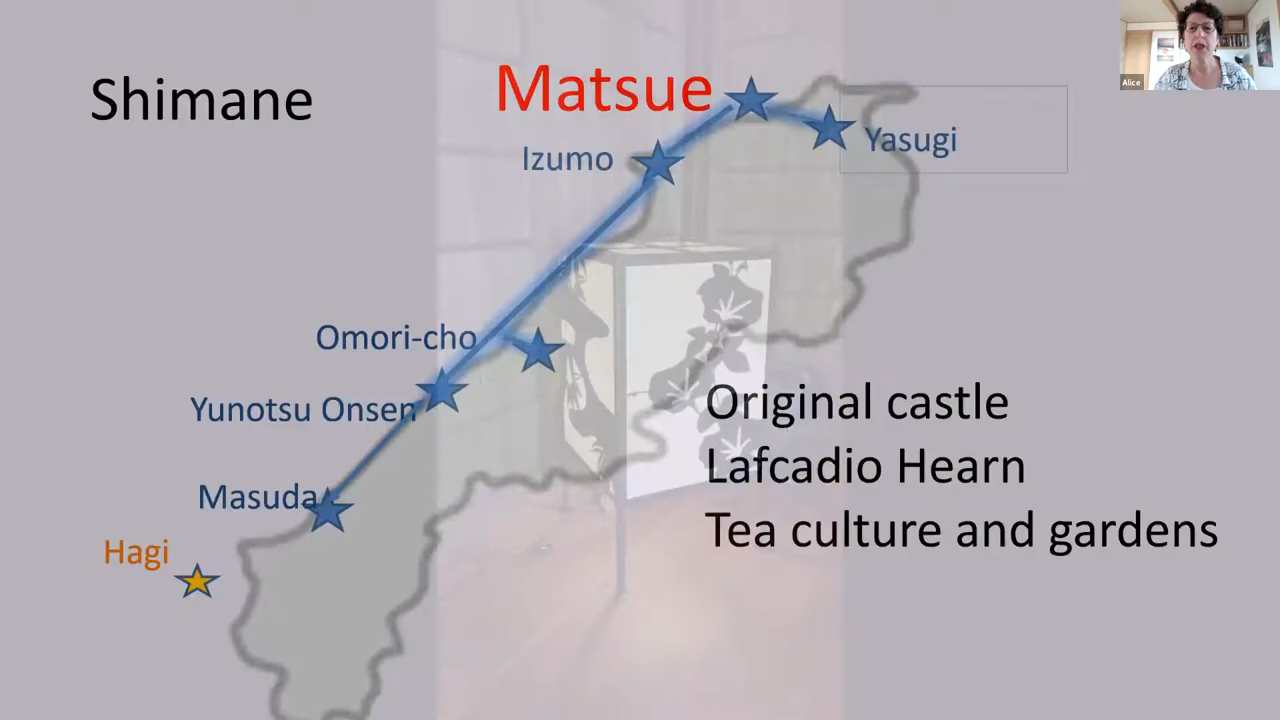 Shimane
Matsue
Alice
Izumo
Yasugi
Omori-cho
Yunotsu Onsen
Masuda
Hagi
Original castle
Lafcadio Hearn
Tea culture and gardens